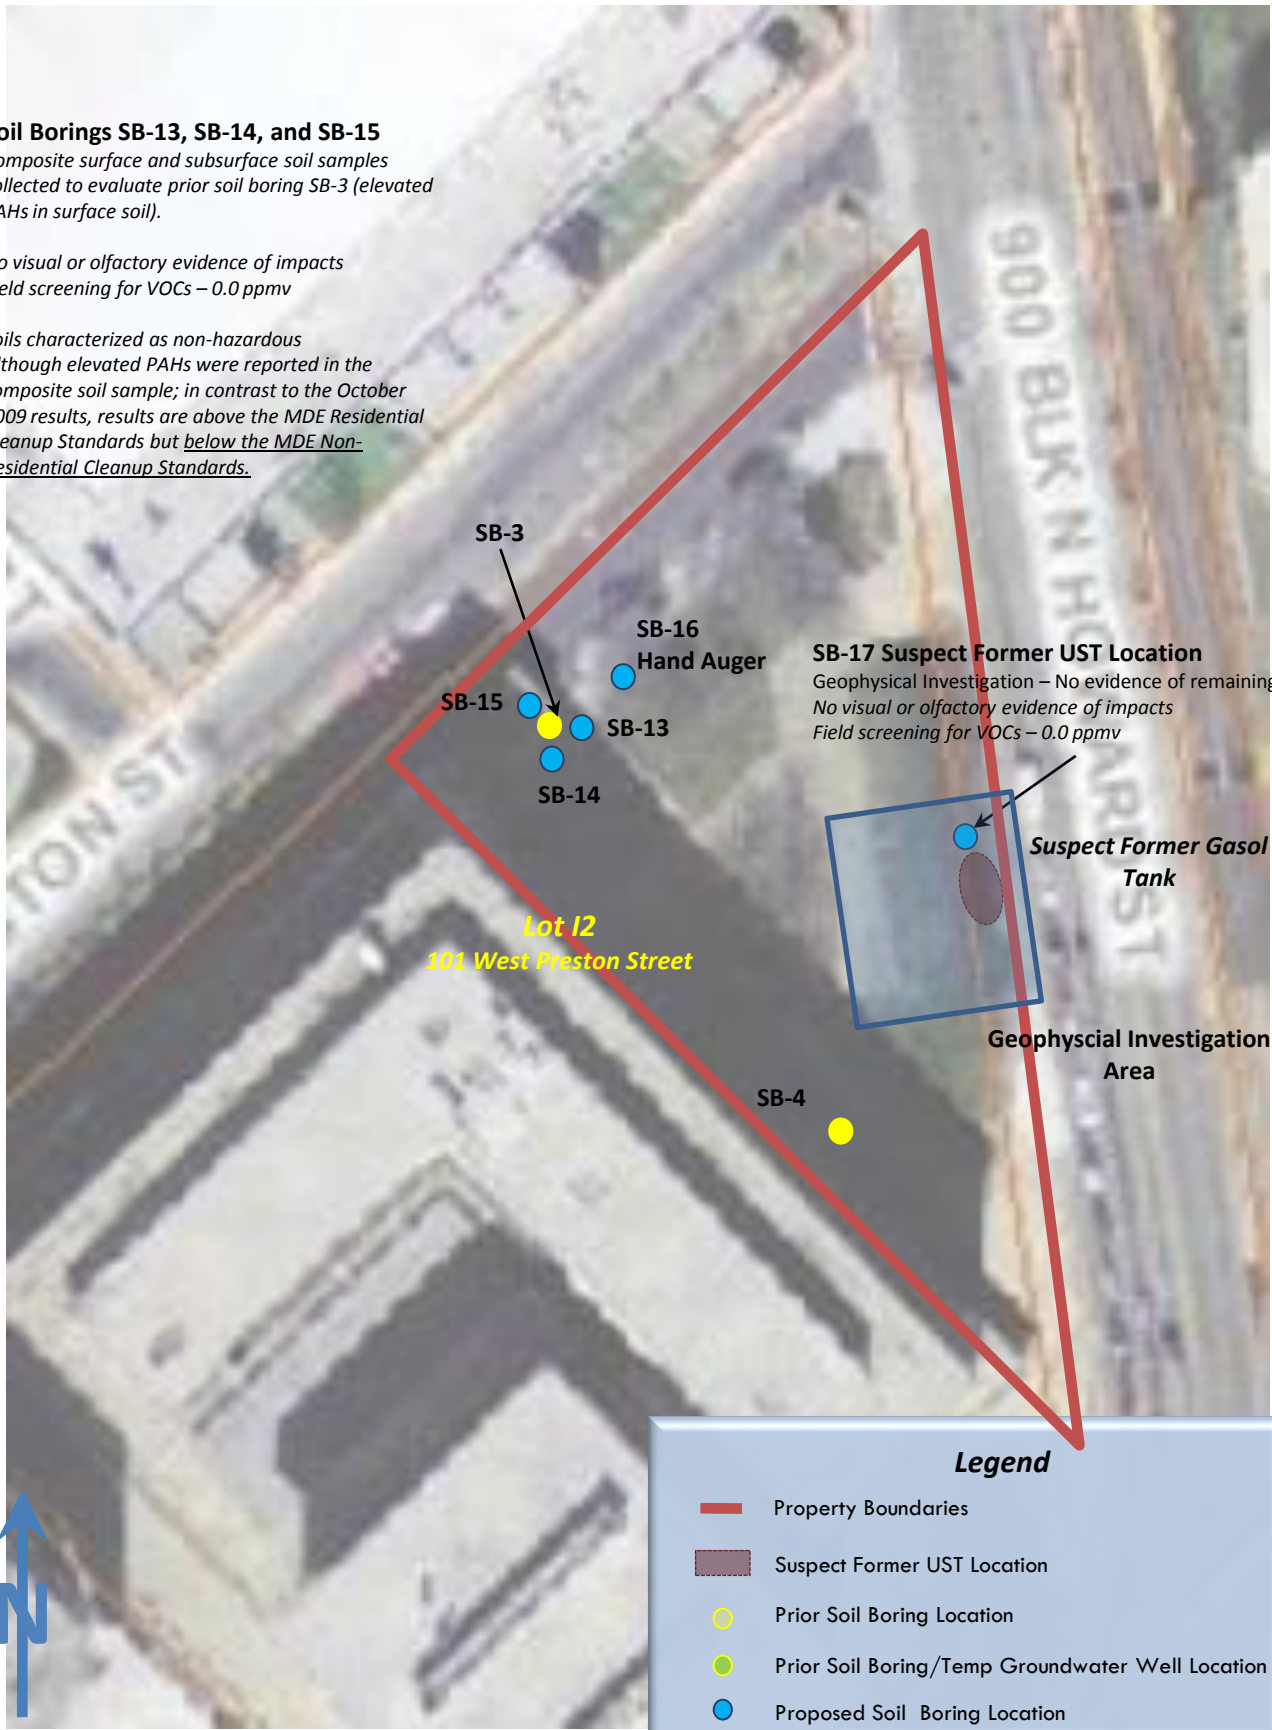 oil Borings SB-13, SB-14, and SB-15
omposite surface and subsurface soil samples
ollected to evaluate prior soil boring SB-3 (elevated
AHs in surface soil).
o visual or olfactory evidence of impacts
eld screening for VOCs – 0.0 ppmv
oils characterized as non-hazardous
lthough elevated PAHs were reported in the
omposite soil sample; in contrast to the October
009 results, results are above the MDE Residential
eanup Standards but below the MDE Non-
esidential Cleanup Standards.
900 BLK N HOWARD ST
SB-3
SB-16
Hand Auger
SB-17 Suspect Former UST Location
Geophysical Investigation – No evidence of remaining
No visual or olfactory evidence of impacts
Field screening for VOCs – 0.0 ppmv
SB-15
SB-13
SB-14
TON ST
Suspect Former Gasol
Tank
Lot I2
101 West Preston Street
Geophyscial Investigation
Area
SB-4
N
Legend
Property Boundaries
Suspect Former UST Location
Prior Soil Boring Location
Prior Soil Boring/Temp Groundwater Well Location
Proposed Soil Boring Location